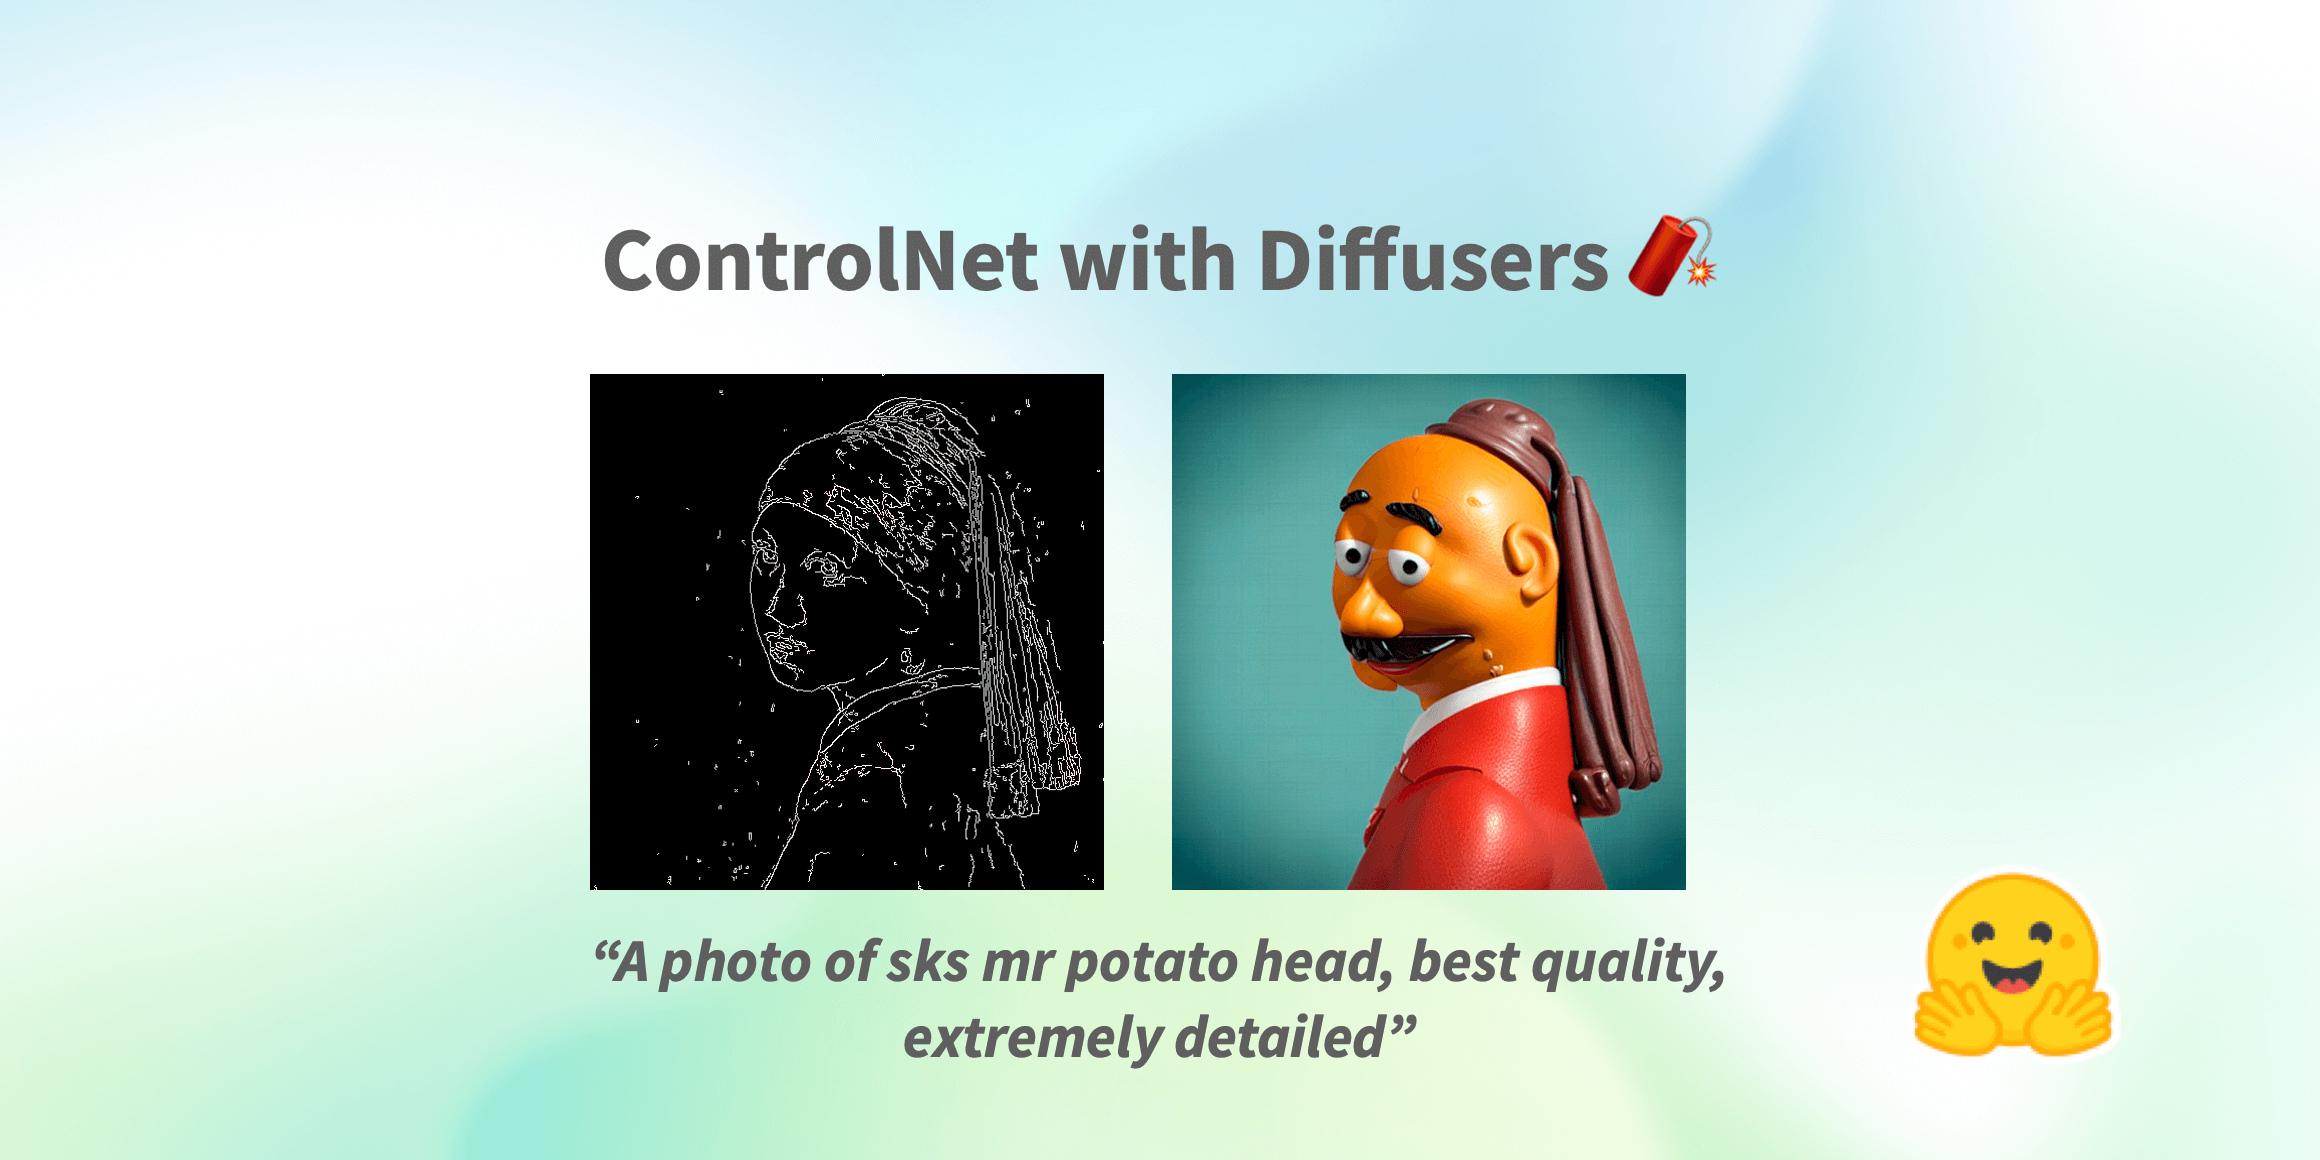 ControlNet with Diffusers
“A photo of sks mr potato head, best quality,
extremely detailed”